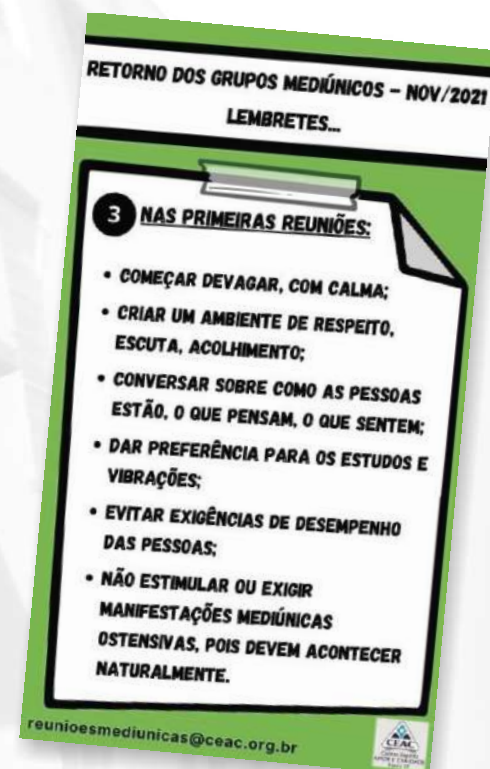 RETORNO DOS GRUPOS MEDIÚNICOS – NOV/2021
LEMBRETES...
3 NAS PRIMEIRAS REUNIÕES:
• COMEÇAR DEVAGAR, COM CALMA;
• CRIAR UM AMBIENTE DE RESPEITO,
ESCUTA, ACOLHIMENTO;
• CONVERSAR SOBRE COMO AS PESSOAS
ESTÃO, O QUE PENSAM, O QUE SENTEM;
• DAR PREFERÊNCIA PARA OS ESTUDOS E
VIBRAÇÕES;
• EVITAR EXIGÊNCIAS DE DESEMPENHO
DAS PESSOAS;
• NÃO ESTIMULAR OU EXIGIR
MANIFESTAÇÕES MEDIÚNICAS
OSTENSIVAS, POIS DEVEM ACONTECER
NATURALMENTE.
reunioesmediunicas@ceac.org.br
CEAC